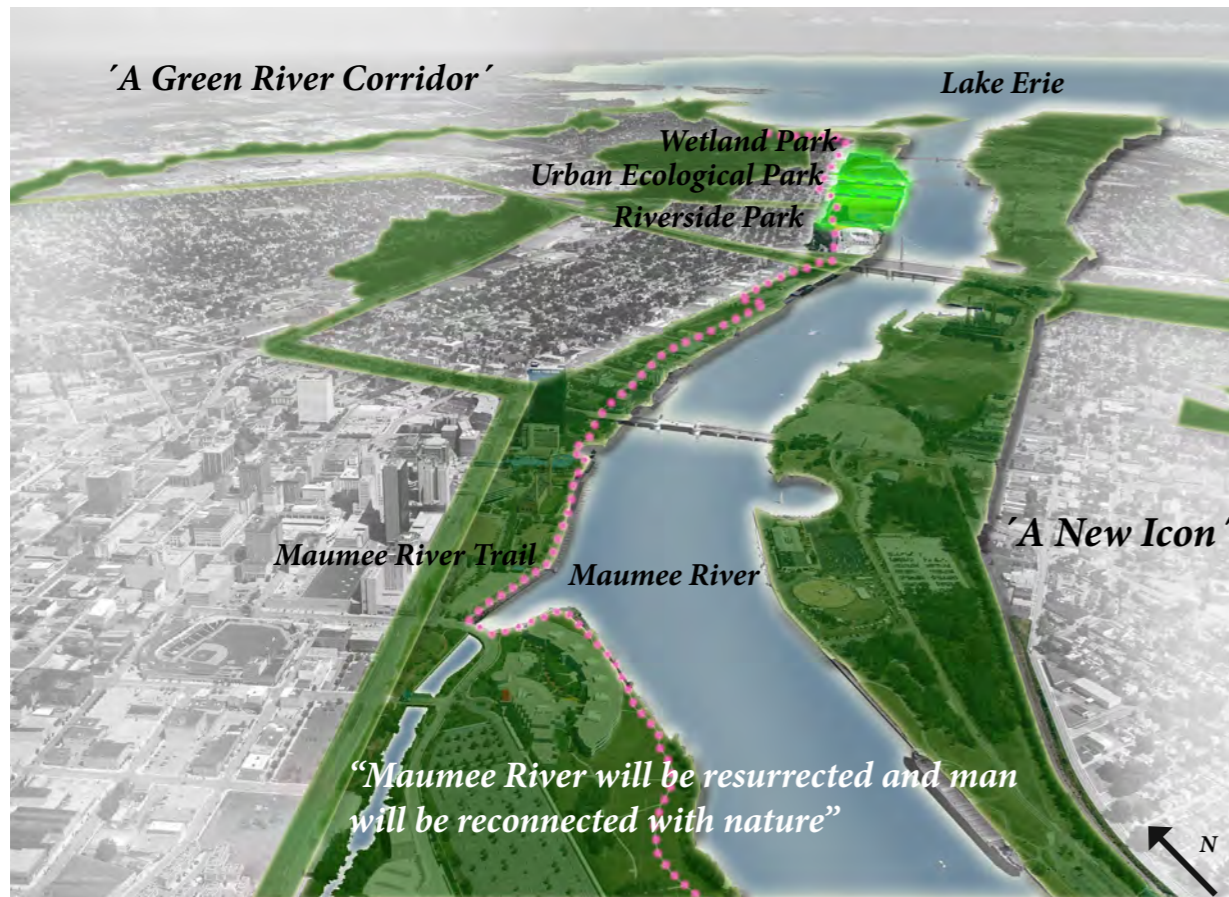 ´A Green River Corridor´
Lake Erie
Wetland Park
Urban Ecological Park
Riverside Park
´A New Icon´
Maumee River Trail
Maumee River
“Maumee River will be resurrected and man
will be reconnected with nature”
N